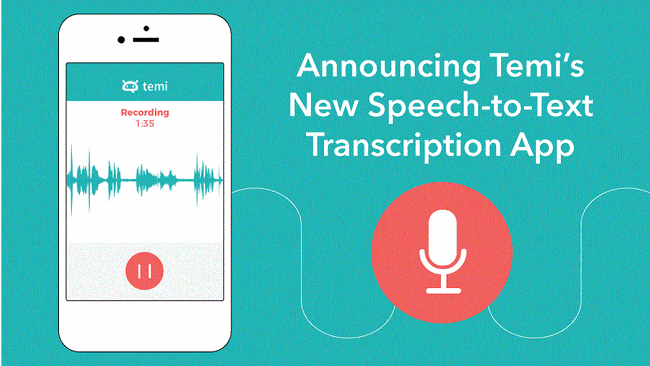 temi
Recording
1:35
Announcing Temi's
New Speech-to-Text
Transcription App